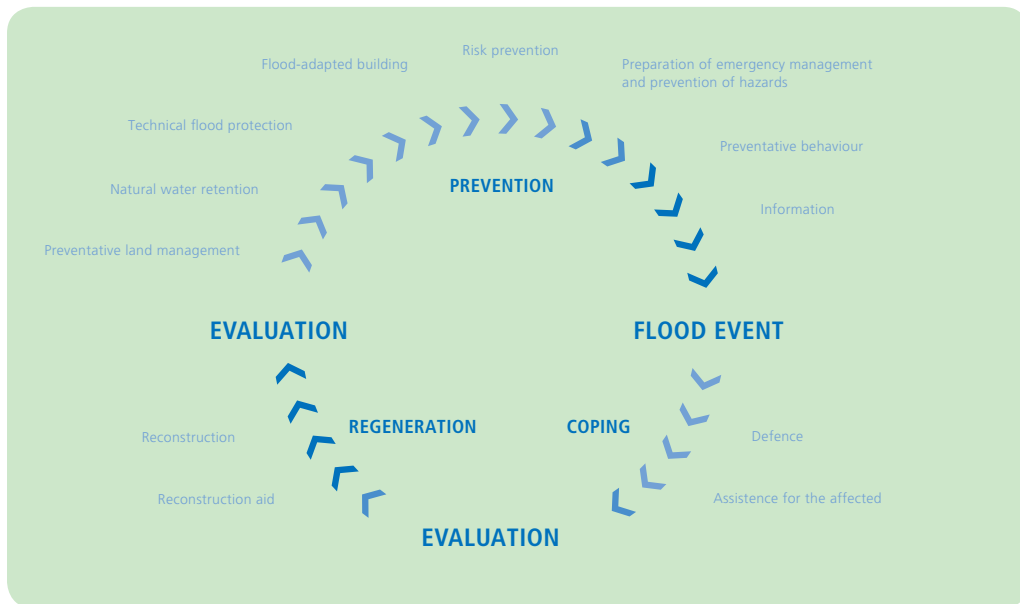 Risk prevention
Flood-adapted building
Preparation of emergency management
and prevention of hazards
Technical flood protection
Preventative behaviour
PREVENTION
Natural water retention
Information
Preventative land management
EVALUATION
FLOOD EVENT
REGENERATION
COPING
Reconstruction
Defence
Reconstruction aid
Assistence for the affected
EVALUATION